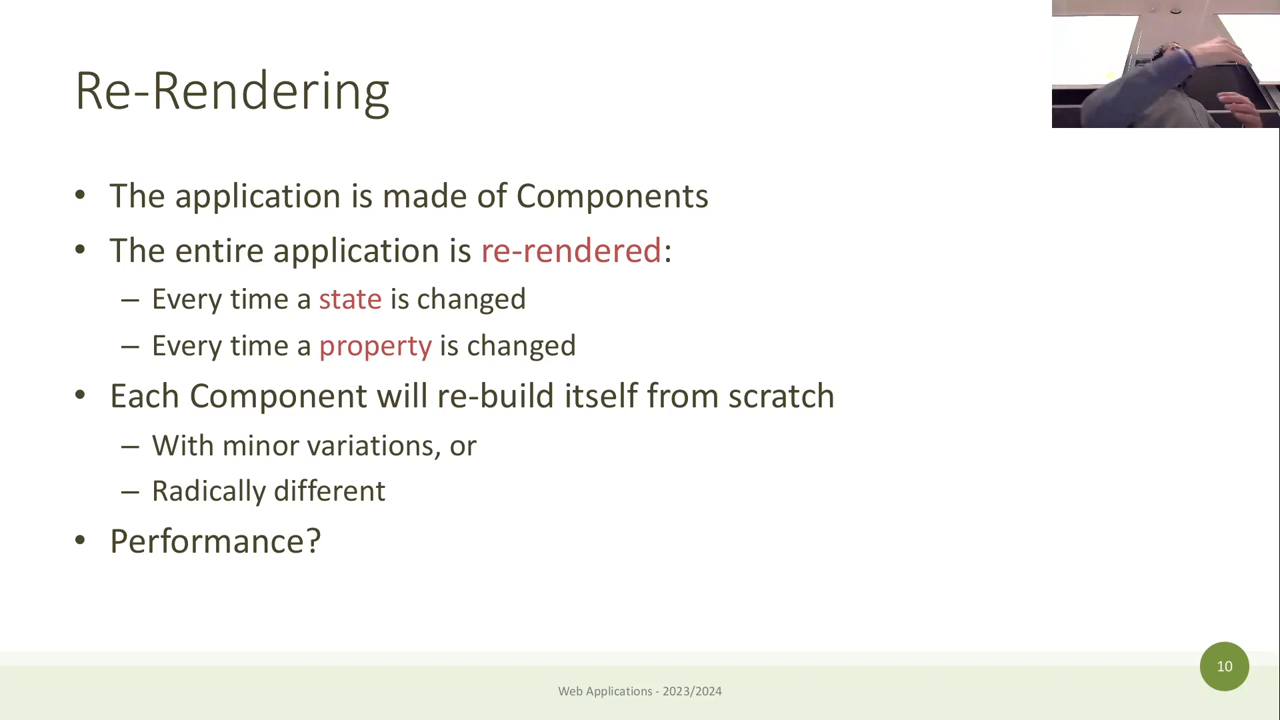 Re-Rendering
• The application is made of Components
• The entire application is re-rendered:
– Every time a state is changed
– Every time a property is changed
• Each Component will re-build itself from scratch
– With minor variations, or
– Radically different
• Performance?
10
Web Applications - 2023/2024